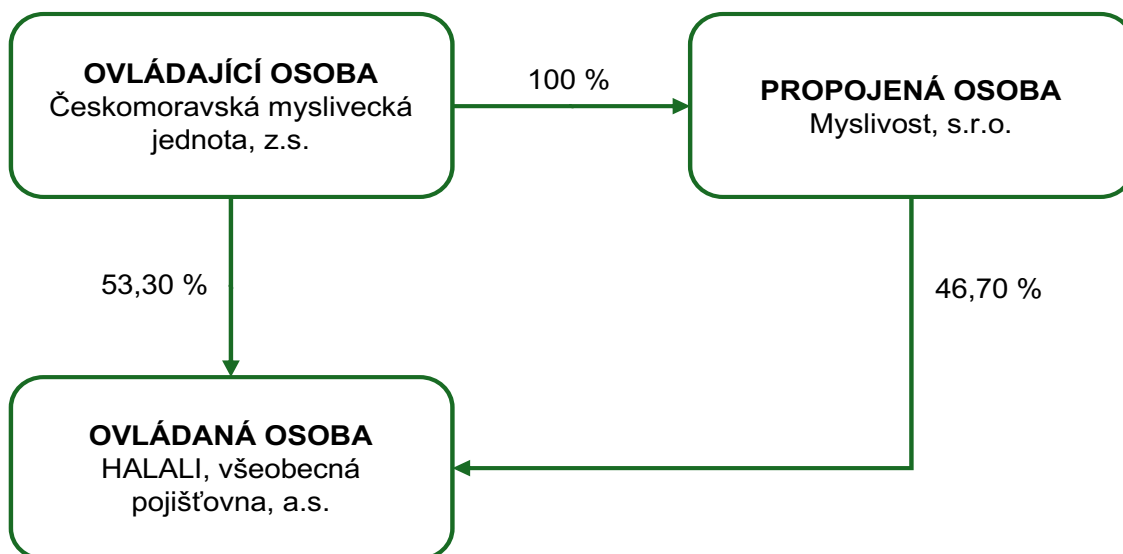 OVLÁDAJÍCÍ OSOBA
Českomoravská myslivecká
jednota, z.s.
100 %
PROPOJENÁ OSOBA
Myslivost, s.r.o.
53,30 %
46,70 %
OVLÁDANÁ OSOBA
HALALI, všeobecná
pojišťovna, a.s.